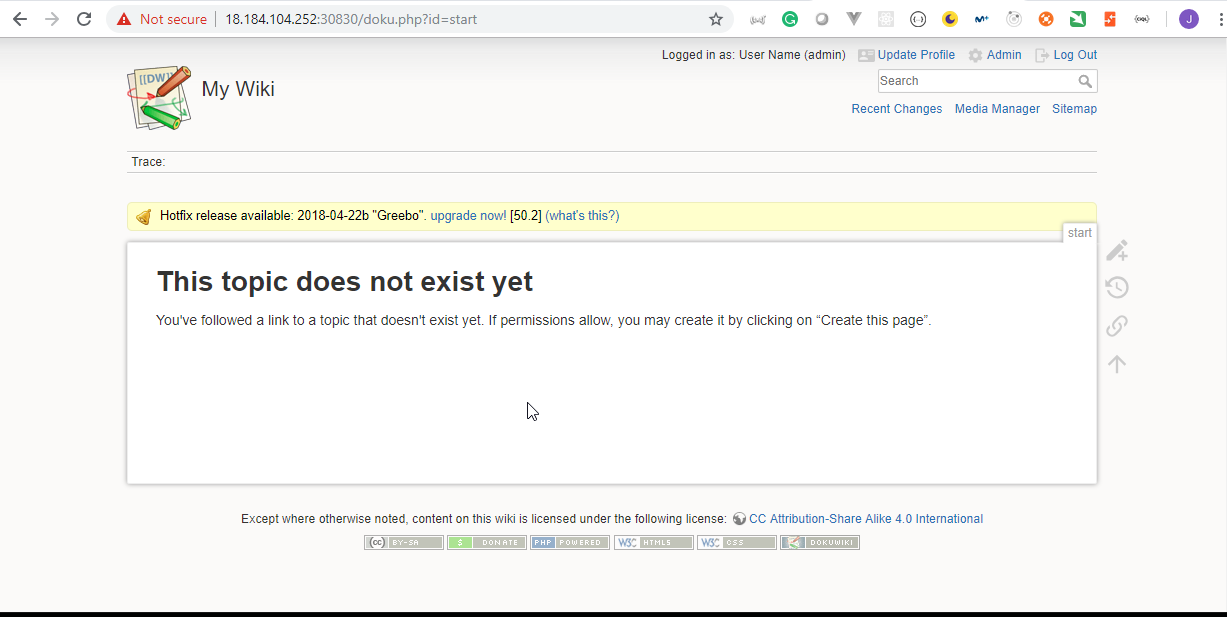 Not secure | 18.184.104.252:30830/doku.php?id=start
J
Logged in as: User Name (admin) Update Profile Admin Log Out
[[DW]]
My Wiki
Search
Recent Changes Media Manager Sitemap
Trace:
Hotfix release available: 2018-04-22b "Greebo". upgrade now! [50.2] (what's this?)
start
This topic does not exist yet
You've followed a link to a topic that doesn't exist yet. If permissions allow, you may create it by clicking on “Create this page”.
Except where otherwise noted, content on this wiki is licensed under the following license: CC Attribution-Share Alike 4.0 International
cc BY-SA $ DONATE PHP POWERED W3C HTML5 W3C CSS DOKUWIKI